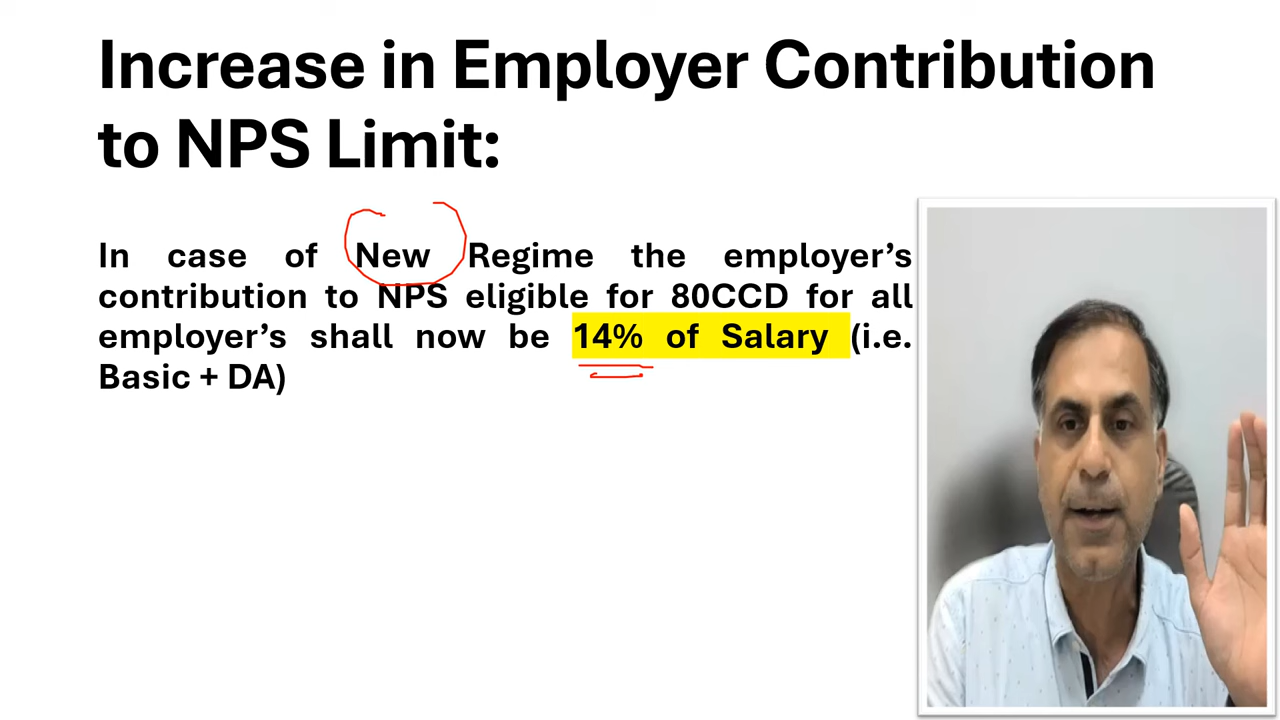 Increase in Employer Contribution
to NPS Limit:
In case of New Regime the employer’s
contribution to NPS eligible for 80CCD for all
employer’s shall now be 14% of Salary (i.e.
Basic + DA)